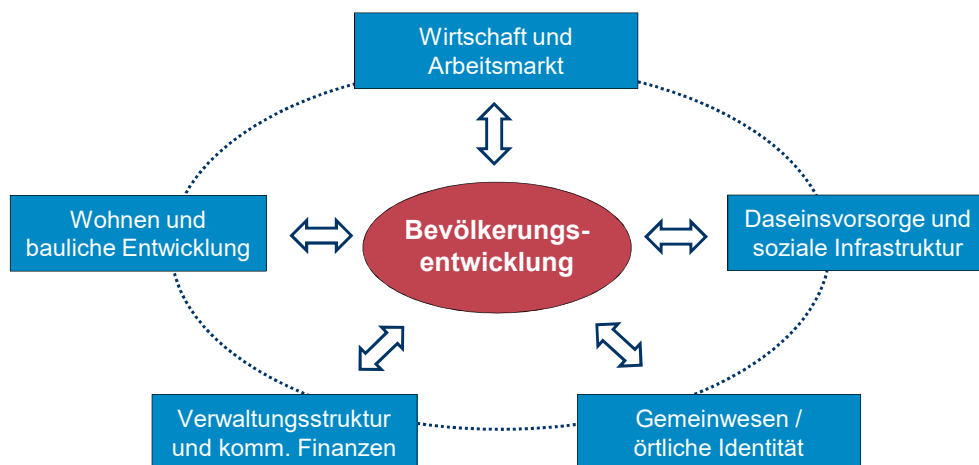 Wirtschaft und
Arbeitsmarkt
Wohnen und
bauliche Entwicklung
Bevölkerungs-
entwicklung
Daseinsvorsorge und
soziale Infrastruktur
Verwaltungsstruktur
und komm. Finanzen
Gemeinwesen /
örtliche Identität